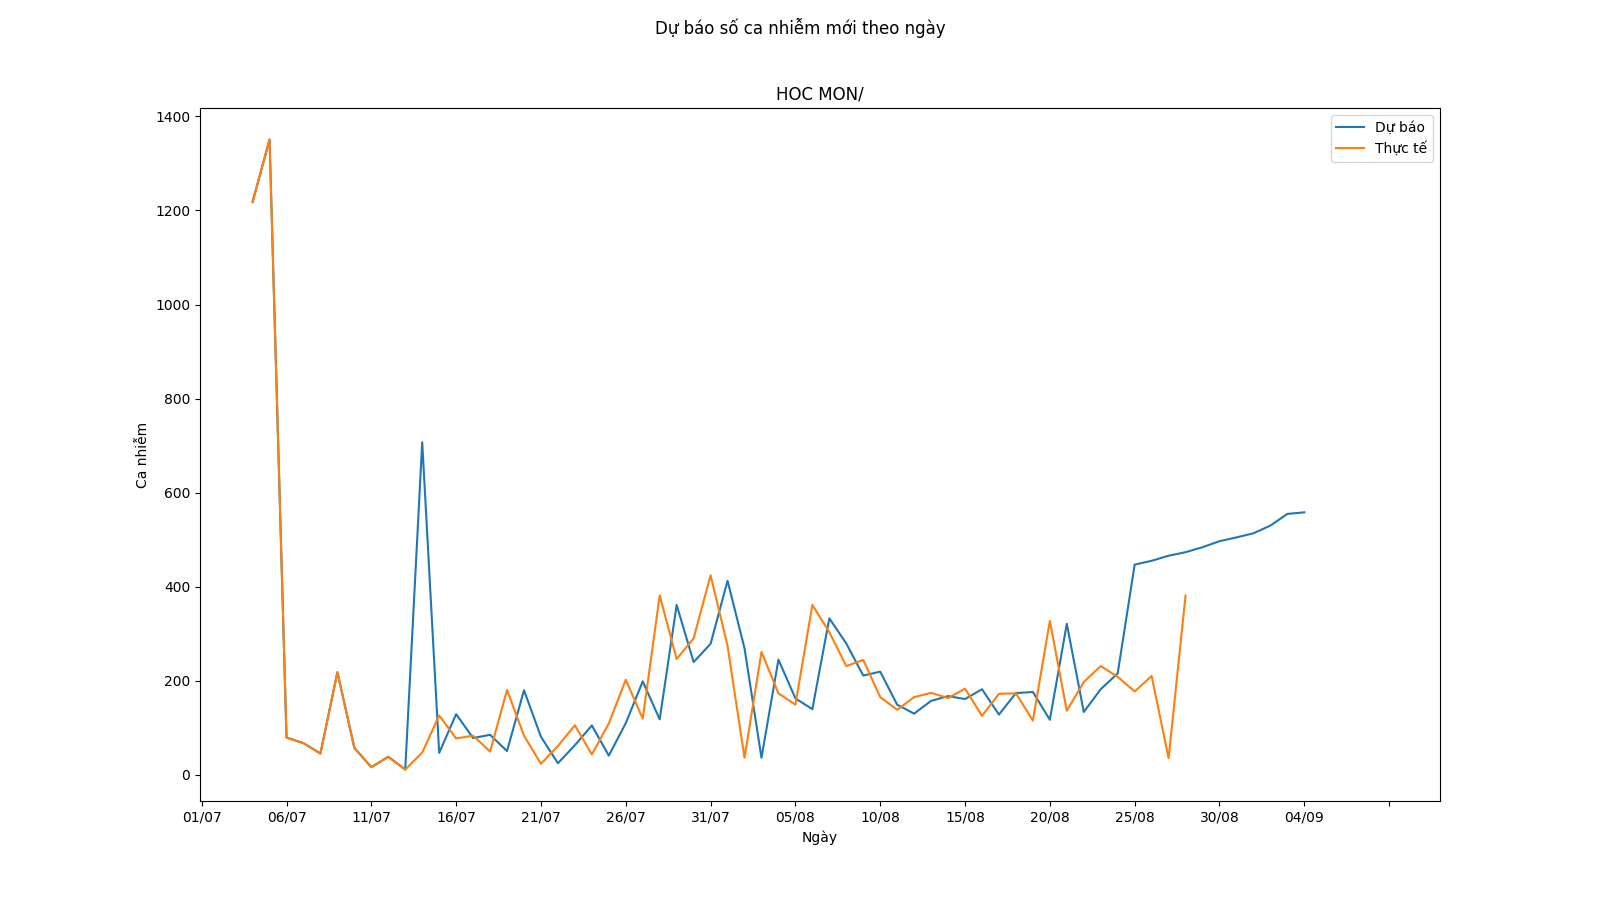 Dự báo số ca nhiễm mới theo ngày
HOC MON/
Dự báo
Thực tế
Ca nhiễm
1400
1200
1000
800
600
400
200
0
01/07 06/07 11/07 16/07 21/07 26/07 31/07 05/08 10/08 15/08 20/08 25/08 30/08 04/09
Ngày